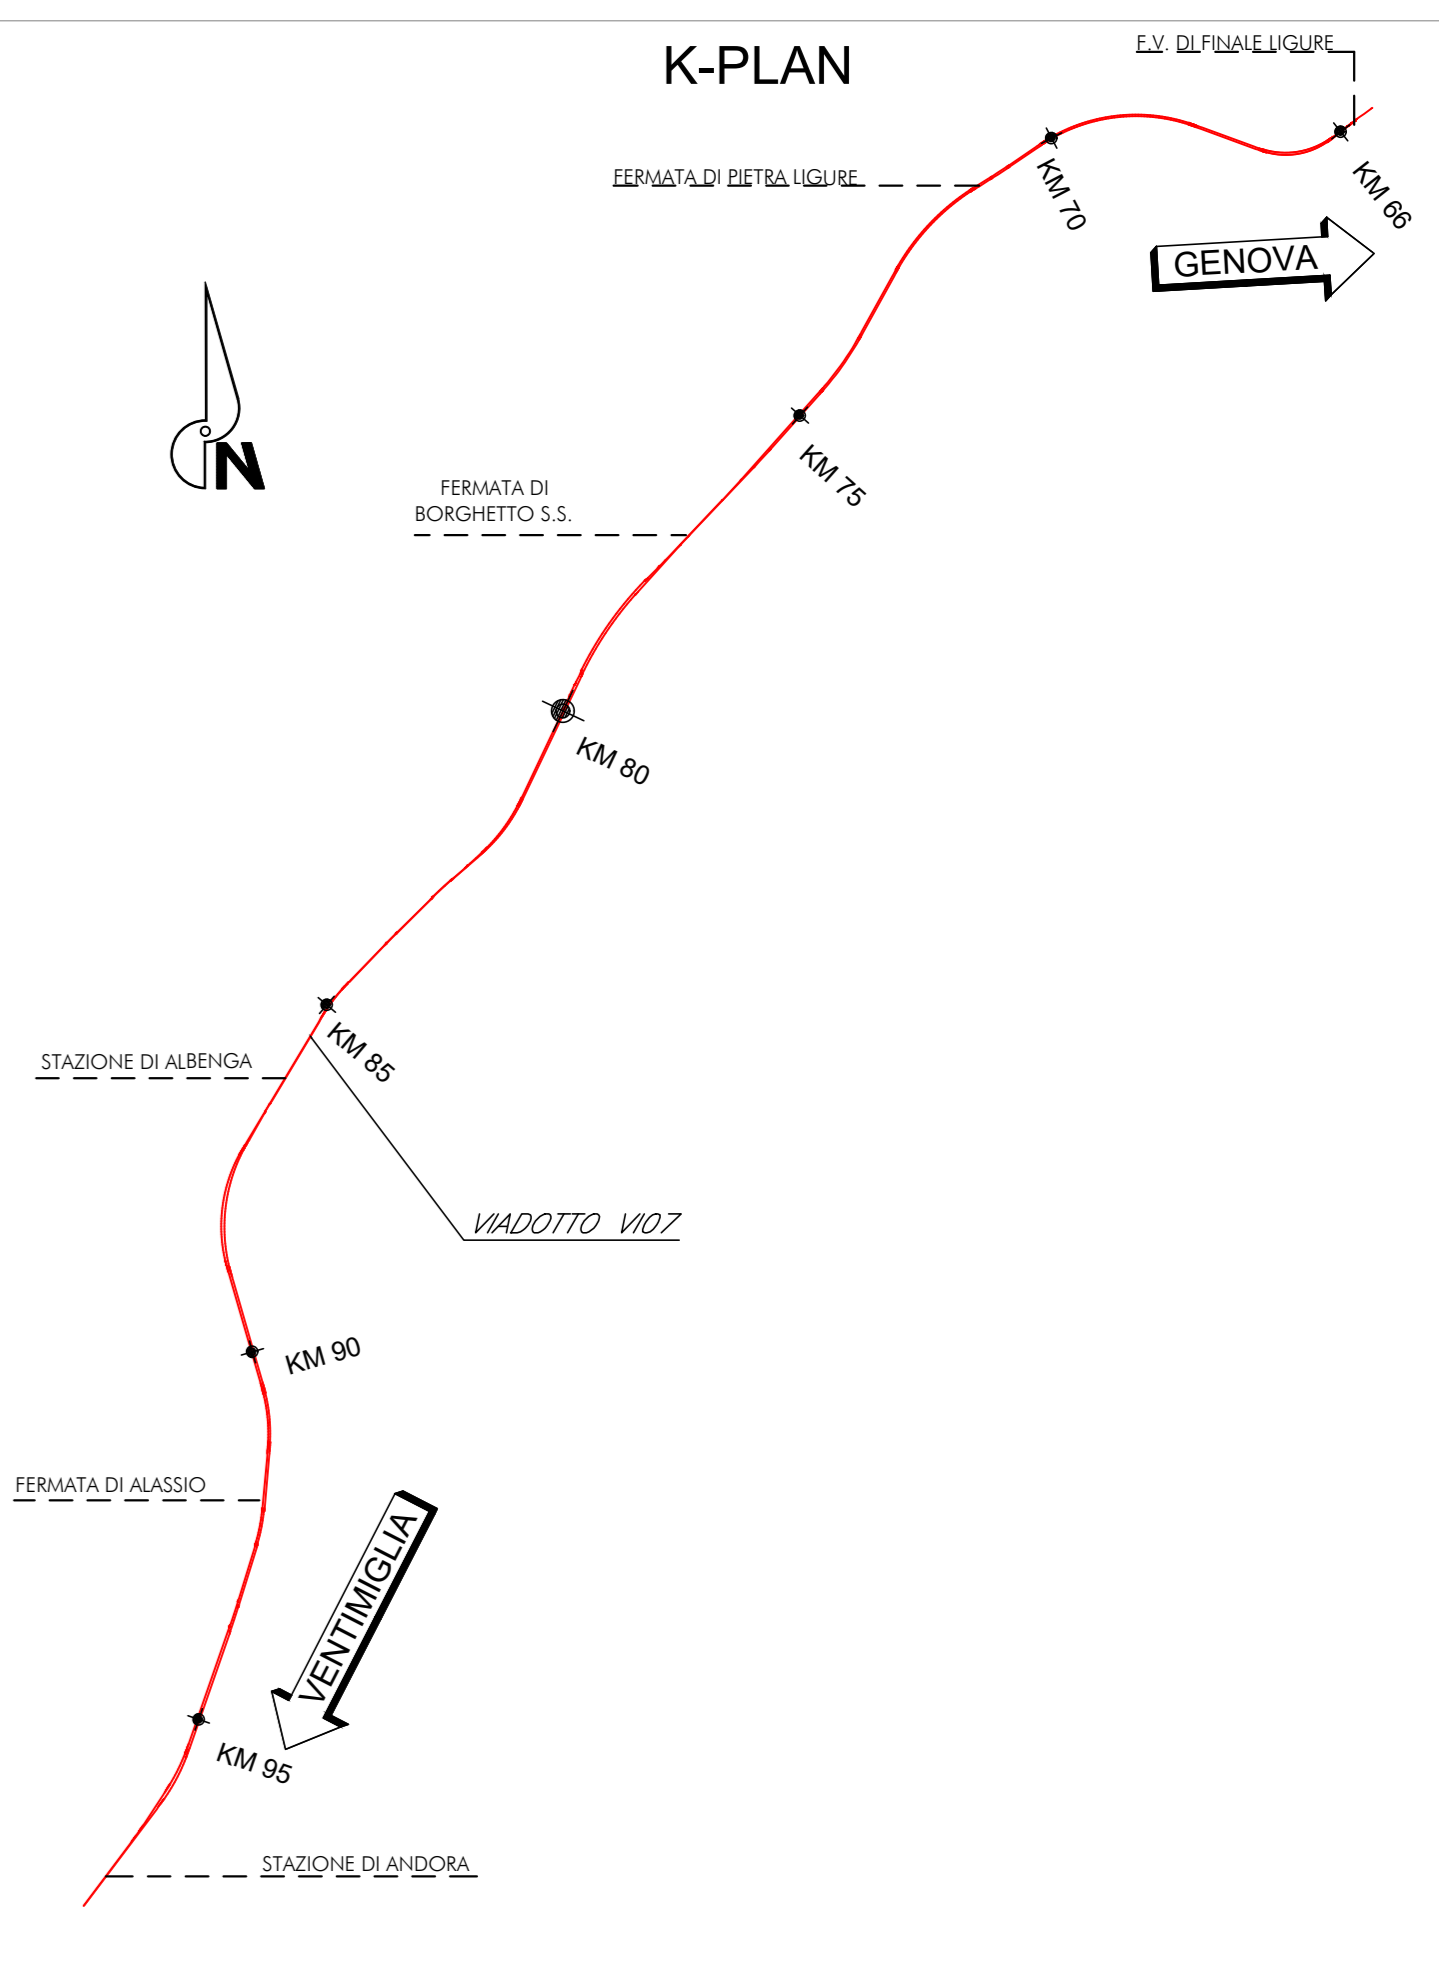 K-PLAN
F.V. DI FINALE LIGURE
FERMATA DI PIETRA LIGURE
KM 70
KM 66
GENOVA
N
KM 75
FERMATA DI
BORGHETTO S.S.
KM 80
KM 85
STAZIONE DI ALBENGA
VIADOTTO VI07
KM 90
FERMATA DI ALASSIO
VENTIMIGLIA
KM 95
STAZIONE DI ANDORA